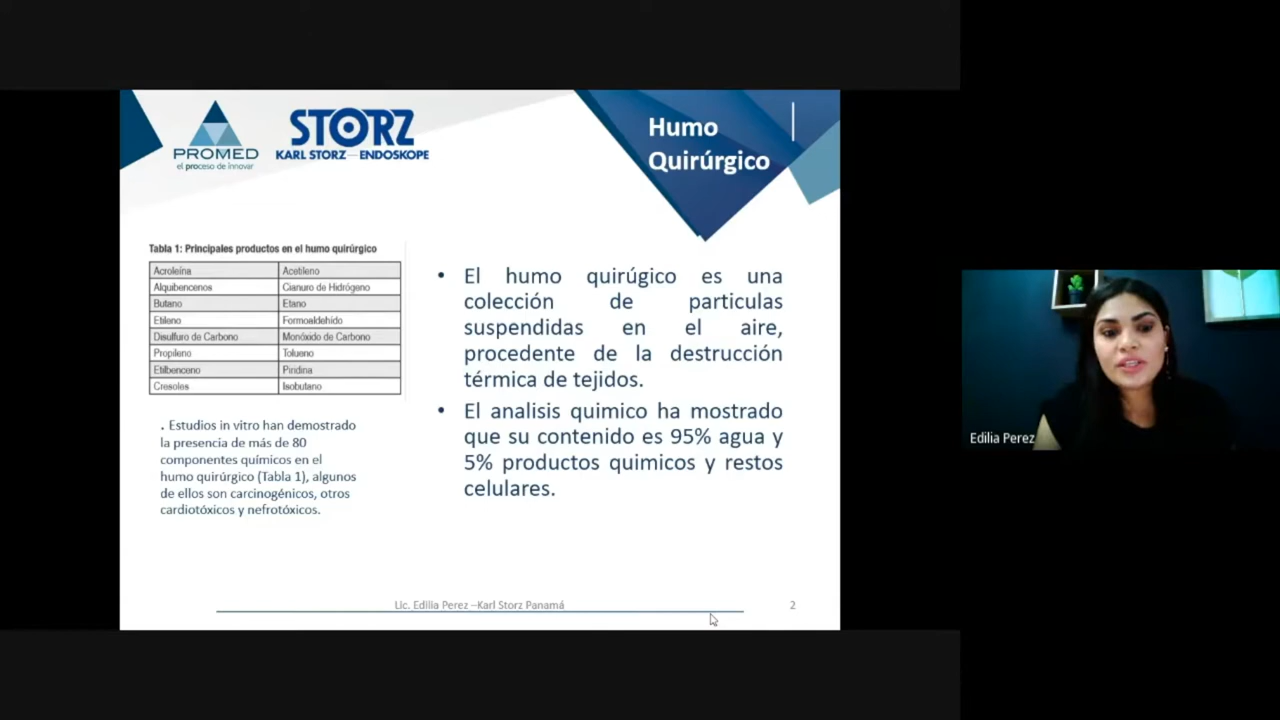 PROMED
el proceso de innovar
STORZ
KARL STORZ—ENDOSKOPE
Humo
Quirúrgico
Tabla 1: Principales productos en el humo quirúrgico
Acroleína Acetileno
Alquibencenos Cianuro de Hidrógeno
Butano Etano
Etileno Formoaldehido
Disulfuro de Carbono Monóxido de Carbono
Propileno Tolueno
Etilbenceno Piridina
Cresoles Isobutano
. Estudios in vitro han demostrado
la presencia de más de 80
componentes químicos en el
humo quirúrgico (Tabla 1), algunos
de ellos son carcinogénicos, otros
cardiotóxicos y nefrotóxicos.
• El humo quirúgico es una
colección de particulas
suspendidas en el aire,
procedente de la destrucción
térmica de tejidos.
• El analisis quimico ha mostrado
que su contenido es 95% agua y
5% productos quimicos y restos
celulares.
Lic. Edilia Perez –Karl Storz Panamá
2
Edilia Perez